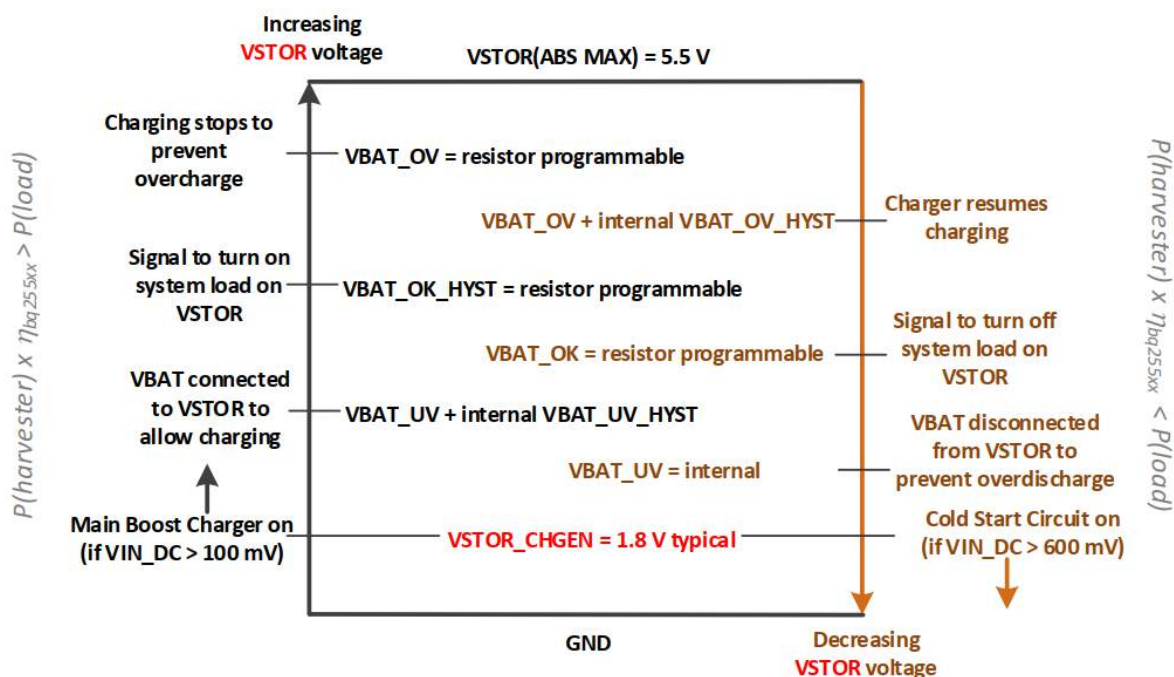 Increasing
VSTOR voltage
VSTOR(ABS MAX) = 5.5 V
Charging stops to
prevent
overcharge
VBAT_OV = resistor programmable
VBAT_OV + internal VBAT_OV_HYST
Charger resumes
charging
Signal to turn on
system load on
VSTOR
VBAT_OK_HYST = resistor programmable
VBAT_OK = resistor programmable
Signal to turn off
system load on
VSTOR
VBAT connected
to VSTOR to
allow charging
VBAT_UV + internal VBAT_UV_HYST
VBAT_UV = internal
VBAT disconnected
from VSTOR to
prevent overdischarge
Main Boost Charger on
(if VIN_DC > 100 mV)
VSTOR_CHGEN = 1.8 V typical
Cold Start Circuit on
(if VIN_DC > 600 mV)
GND
Decreasing
VSTOR voltage
P(harvester) x ηbq255xx > P(load)
P(harvester) x ηbq255xx < P(load)